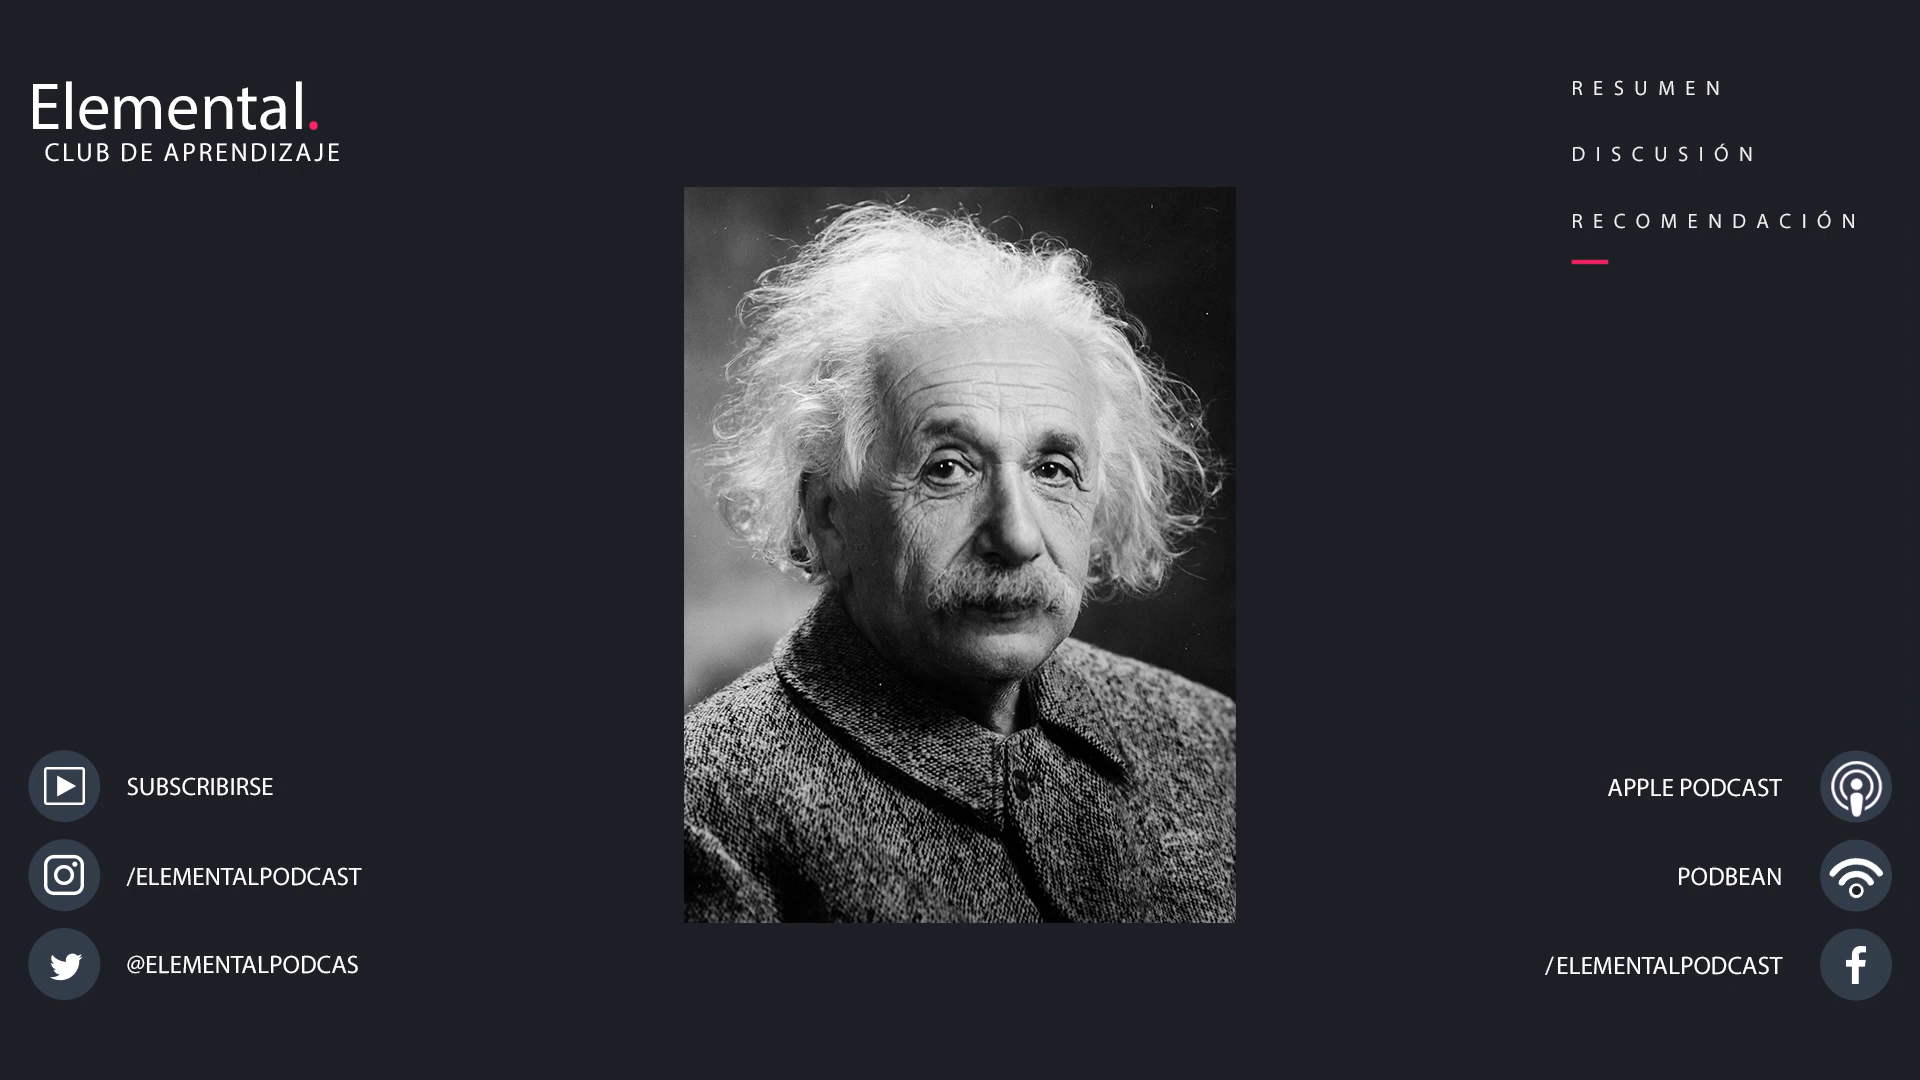 Elemental.
CLUB DE APRENDIZAJE
RESUMEN
DISCUSIÓN
RECOMENDACIÓN
SUBSCRIBIRSE
/ELEMENTALPODCAST
@ELEMENTALPODCAS
APPLE PODCAST
PODBEAN
/ELEMENTALPODCAST